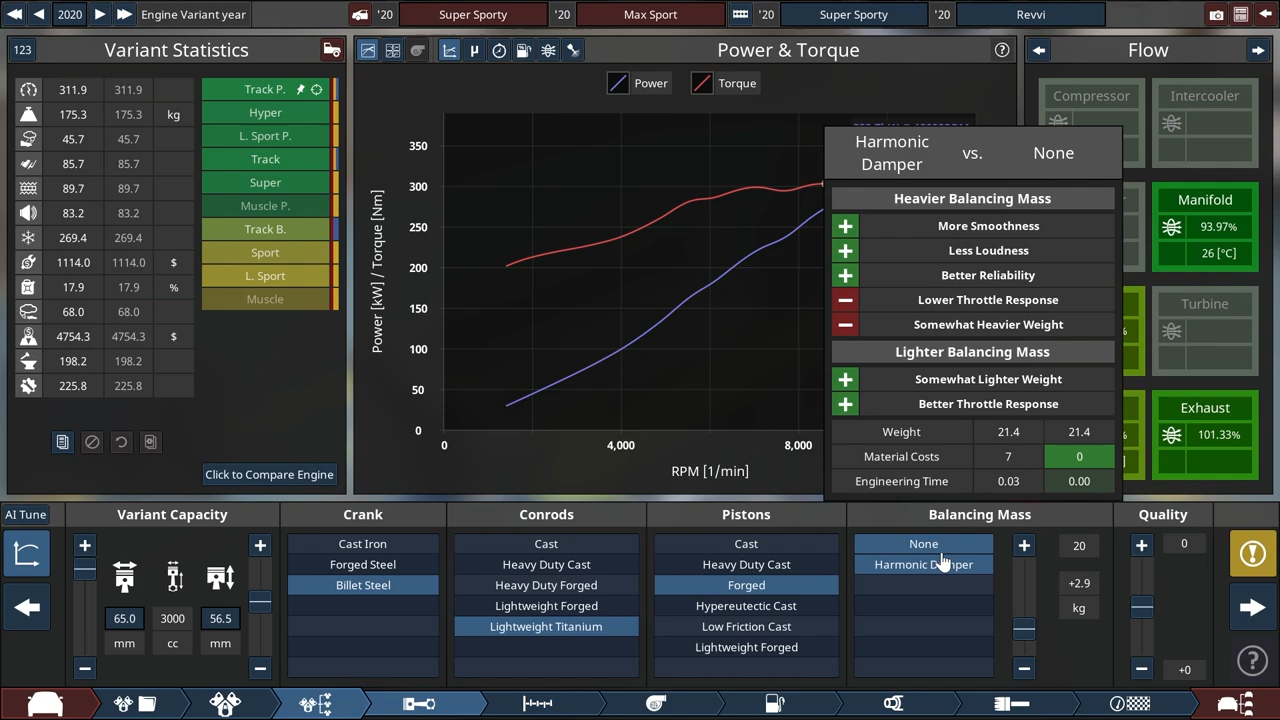 2020 Engine Variant year '20 Super Sporty '20 Max Sport '20 Super Sporty '20 Revvi
123 Variant Statistics
311.9 311.9
175.3 175.3 kg
45.7 45.7
85.7 85.7
89.7 89.7
83.2 83.2
269.4 269.4
1114.0 1114.0 $
17.9 17.9 %
68.0 68.0
4754.3 4754.3 $
198.2 198.2
225.8 225.8
Track P.
Hyper
L. Sport P.
Track
Super
Muscle P.
Track B.
Sport
L. Sport
Muscle
Click to Compare Engine
Power & Torque
Power Torque
Power [kW] / Torque [Nm]
350
300
250
200
150
100
50
0
0 4,000 8,000
RPM [1/min]
Harmonic
Damper vs. None
Heavier Balancing Mass
More Smoothness
Less Loudness
Better Reliability
Lower Throttle Response
Somewhat Heavier Weight
Lighter Balancing Mass
Somewhat Lighter Weight
Better Throttle Response
Weight 21.4 21.4
Material Costs 7 0
Engineering Time 0.03 0.00
Flow
Compressor Intercooler
Manifold
93.97%
26 [°C]
Turbine
Exhaust
101.33%
AI Tune
Variant Capacity
65.0 3000 56.5
mm cc mm
Crank
Cast Iron
Forged Steel
Billet Steel
Conrods
Cast
Heavy Duty Cast
Heavy Duty Forged
Lightweight Forged
Lightweight Titanium
Pistons
Cast
Heavy Duty Cast
Forged
Hypereutectic Cast
Low Friction Cast
Lightweight Forged
Balancing Mass
None
Harmonic Damper
20
+2.9
kg
Quality
0
+0